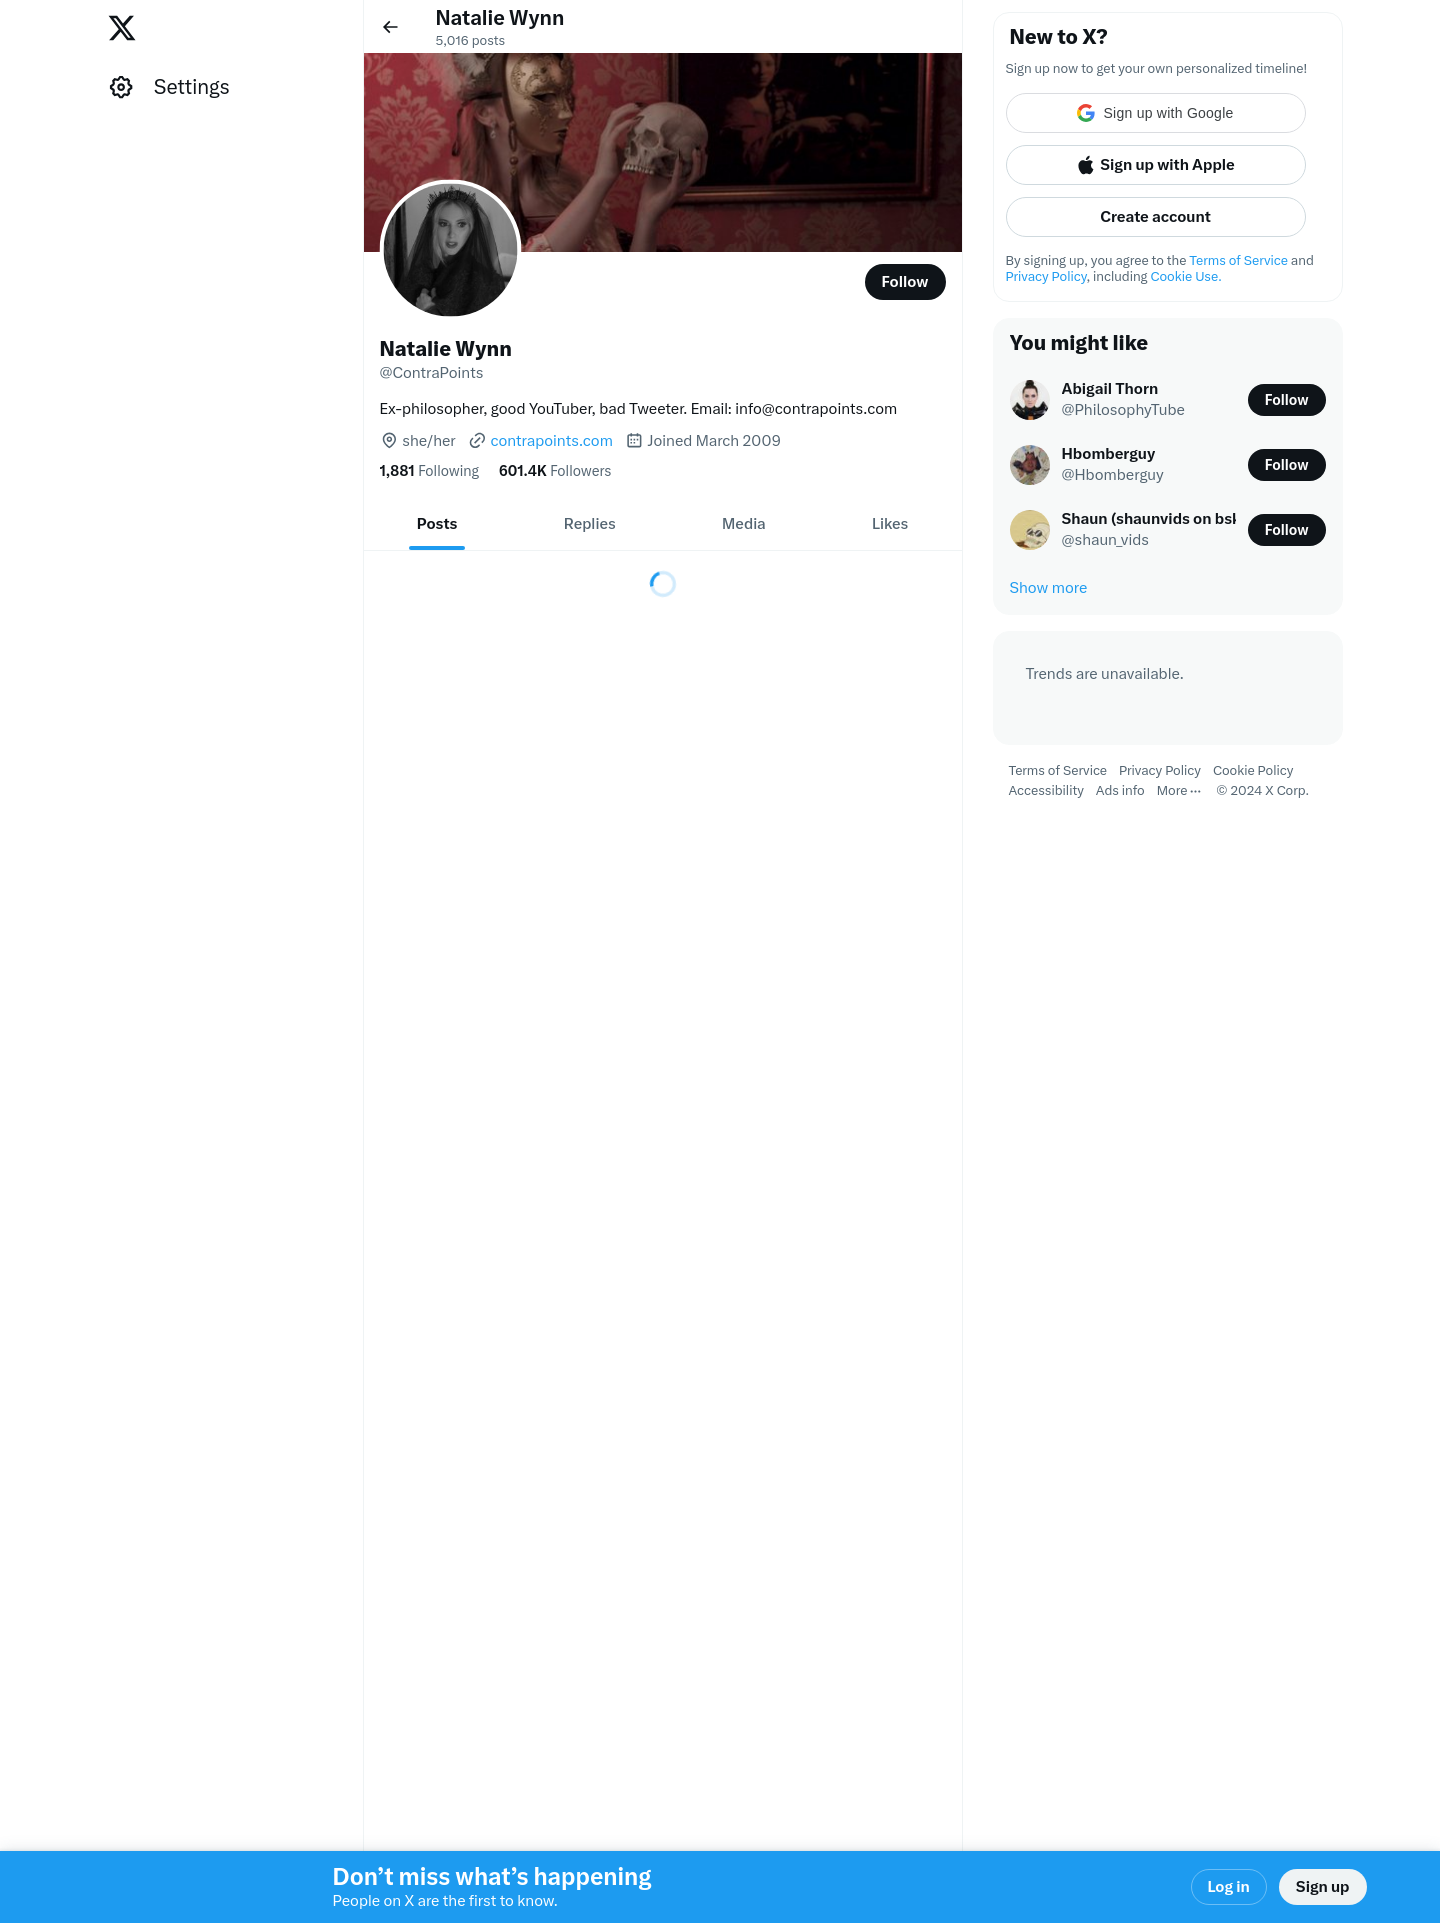 Settings
Natalie Wynn
5,016 posts
Follow
Natalie Wynn
@ContraPoints
Ex-philosopher, good YouTuber, bad Tweeter. Email: info@contrapoints.com
she/her contrapoints.com Joined March 2009
1,881 Following 601.4K Followers
Posts Replies Media Likes
New to X?
Sign up now to get your own personalized timeline!
Sign up with Google
Sign up with Apple
Create account
By signing up, you agree to the Terms of Service and
Privacy Policy, including Cookie Use.
You might like
Abigail Thorn
@PhilosophyTube
Follow
Hbomberguy
@Hbomberguy
Follow
Shaun (shaunvids on
@shaun_vids
Follow
Show more
Trends are unavailable.
Terms of Service Privacy Policy Cookie Policy
Accessibility Ads info More ··· © 2024 X Corp.
Don’t miss what’s happening
People on X are the first to know.
Log in Sign up